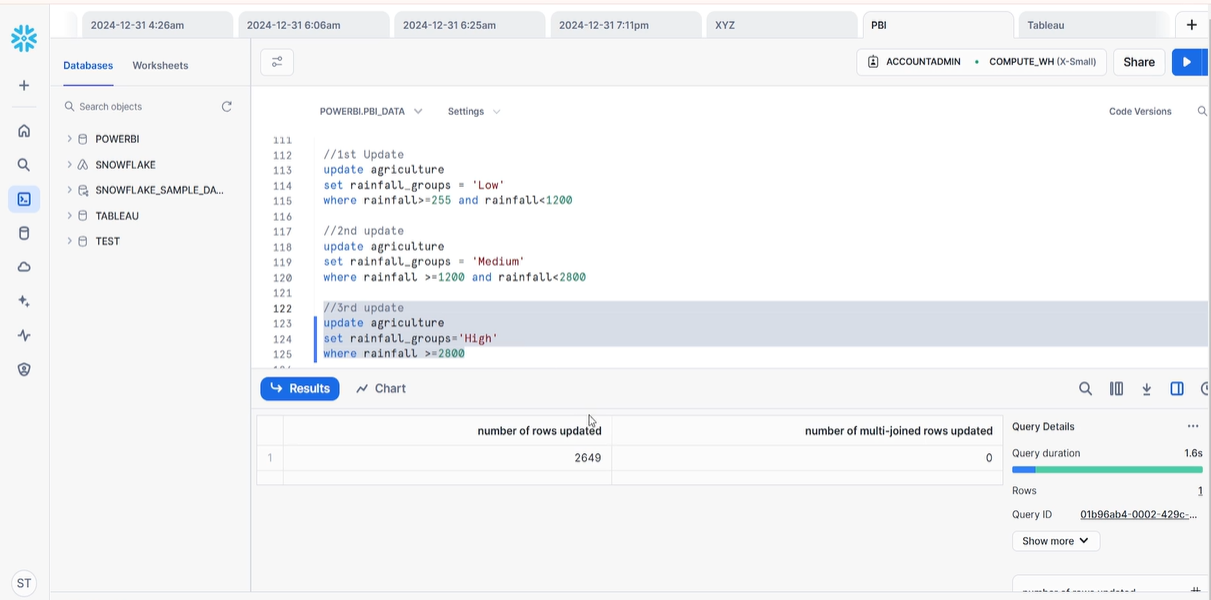 2024-12-31 4:26am 2024-12-31 6:06am 2024-12-31 6:25am 2024-12-31 7:11pm XYZ PBI Tableau +
Databases Worksheets
ACCOUNTADMIN • COMPUTE_WH (X-Small) Share
Search objects
POWERBI
SNOWFLAKE
SNOWFLAKE_SAMPLE_DA...
TABLEAU
TEST
ST
POWERBI.PBI_DATA Settings Code Versions
111
112 //1st Update
113 update agriculture
114 set rainfall_groups = 'Low'
115 where rainfall>=255 and rainfall<1200
116
117 //2nd update
118 update agriculture
119 set rainfall_groups = 'Medium'
120 where rainfall >=1200 and rainfall<2800
121
122 //3rd update
123 update agriculture
124 set rainfall_groups='High'
125 where rainfall >=2800
Results Chart
number of rows updated number of multi-joined rows updated
1 2649 0
Query Details ...
Query duration 1.6s
Rows 1
Query ID 01b96ab4-0002-429c-...
Show more
number of rows updated #